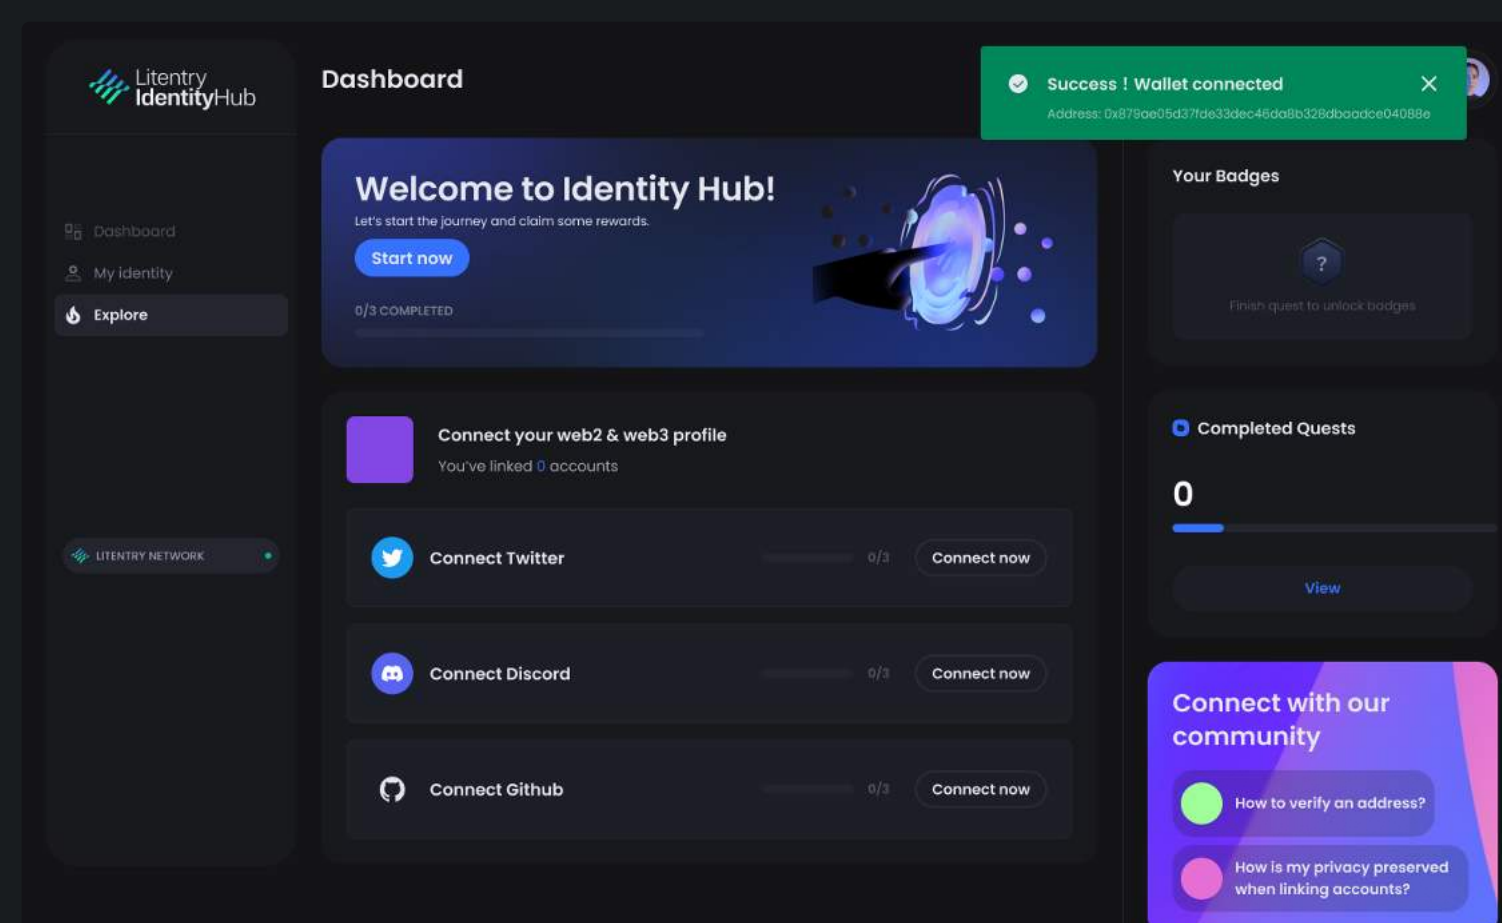 Litentry
IdentityHub
Dashboard
My identity
Explore
LITENTRY NETWORK
Dashboard
Success ! Wallet connected
Address: 0x879ae05d37fde33dec46da8b328dbaadce04088e
Welcome to Identity Hub!
Let's start the journey and claim some rewards.
Start now
0/3 COMPLETED
Connect your web2 & web3 profile
You've linked 0 accounts
Connect Twitter
0/3
Connect now
Connect Discord
0/3
Connect now
Connect Github
0/3
Connect now
Your Badges
?
Finish quest to unlock badges
Completed Quests
0
View
Connect with our
community
How to verify an address?
How is my privacy preserved
when linking accounts?